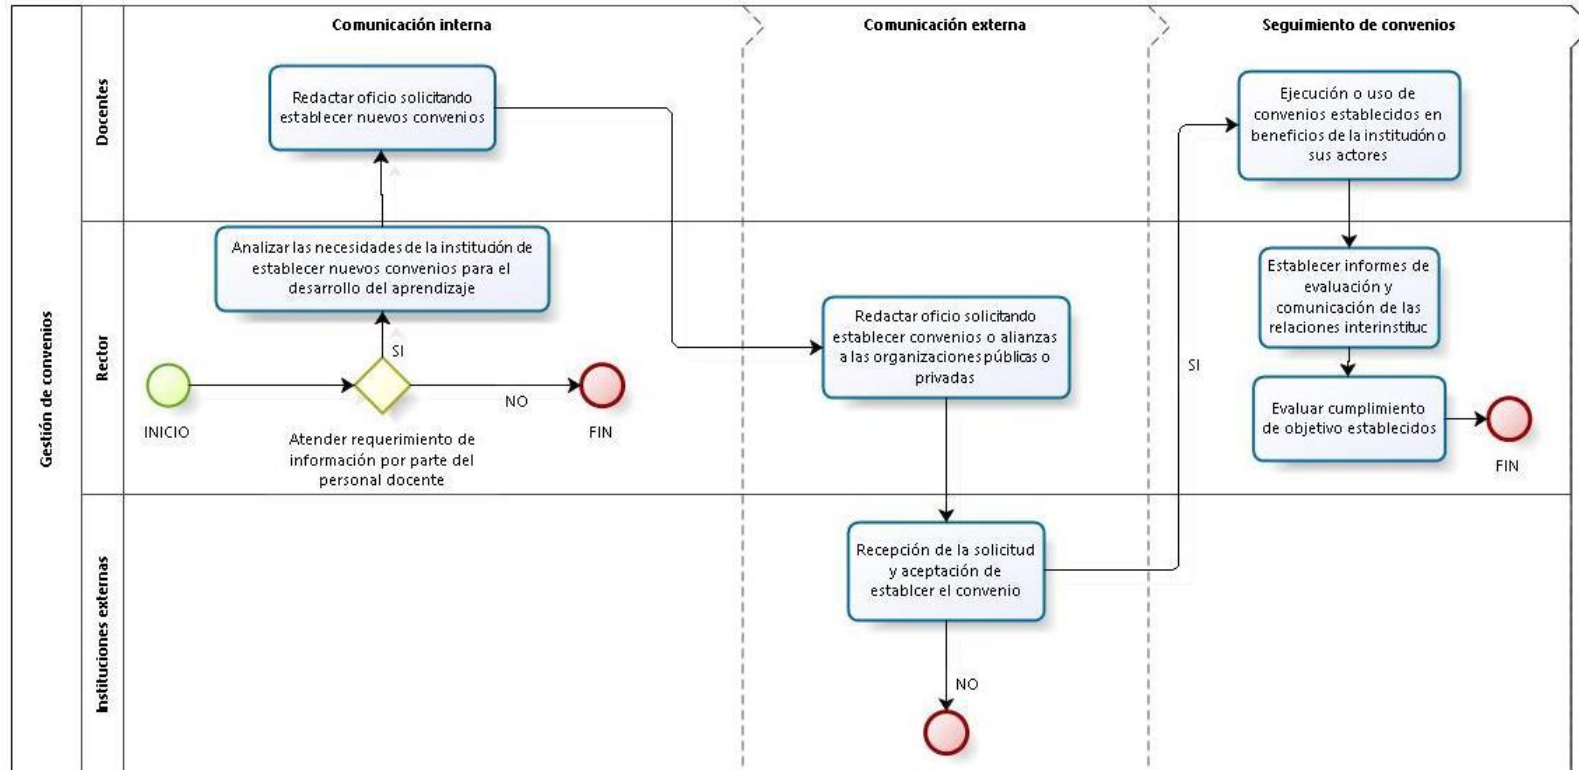 Comunicación interna
Comunicación externa
Seguimiento de convenios
Gestión de convenios
Docentes
Redactar oficio solicitando
establecer nuevos convenios
Ejecución o uso de
convenios establecidos en
beneficios de la institución o
sus actores
Rector
Analizar las necesidades de la institución de
establecer nuevos convenios para el
desarrollo del aprendizaje
SI
INICIO
NO
FIN
Atender requerimiento de
información por parte del
personal docente
Redactar oficio solicitando
establecer convenios o alianzas
a las organizaciones públicas o
privadas
SI
Establecer informes de
evaluación y
comunicación de las
relaciones interinstituc
Evaluar cumplimiento
de objetivo establecidos
FIN
Instituciones externas
Recepción de la solicitud
y aceptación de
establcer el convenio
NO